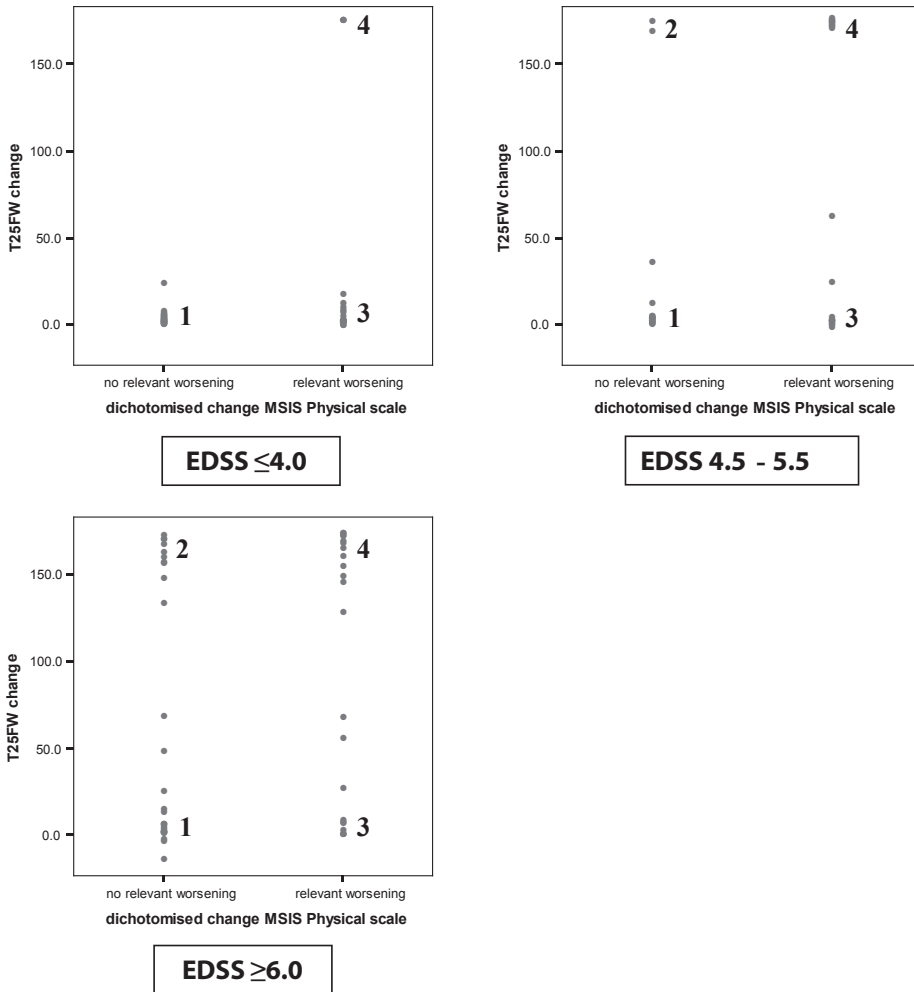 4
150.0
100.0
50.0
1
3
0.0
T25FW change
no relevant worsening relevant worsening
dichotomised change MSIS Physical scale
EDSS ≤4.0
2 4
150.0
100.0
50.0
1 3
0.0
T25FW change
no relevant worsening relevant worsening
dichotomised change MSIS Physical scale
EDSS 4.5 - 5.5
2 4
150.0
100.0
50.0
1 3
0.0
T25FW change
no relevant worsening relevant worsening
dichotomised change MSIS Physical scale
EDSS ≥6.0